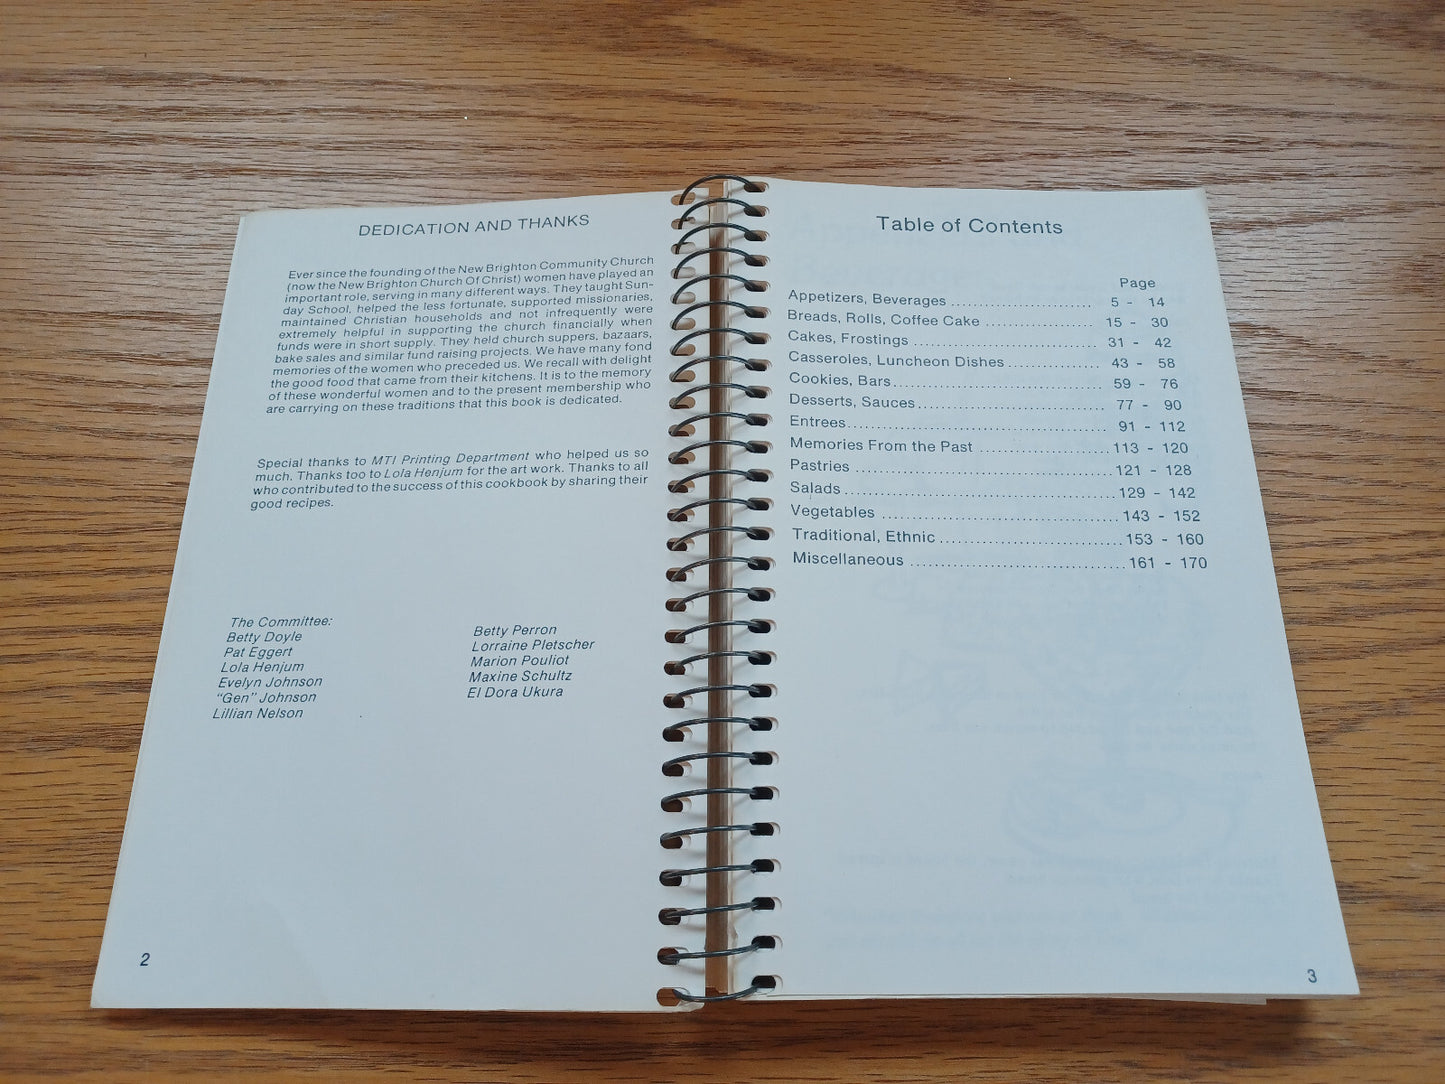 DEDICATION AND THANKS
Ever since the founding of the New Brighton Community Church
(now the New Brighton Church Of Christ) women have played an
important role, serving in many different ways. They taught Sun-
day School, helped the less fortunate, supported missionaries,
maintained Christian households and not infrequently were
extremely helpful in supporting the church financially when
funds were in short supply. They held church suppers, bazaars,
bake sales and similar fund raising projects. We have many fond
memories of the women who preceded us. We recall with delight
the good food that came from their kitchens. It is to the memory
of these wonderful women and to the present membership who
are carrying on these traditions that this book is dedicated.
Special thanks to MTI Printing Department who helped us so
much. Thanks too to Lola Henjum for the art work. Thanks to all
who contributed to the success of this cookbook by sharing their
good recipes.
The Committee:
Betty Doyle
Pat Eggert
Lola Henjum
Evelyn Johnson
"Gen" Johnson
Lillian Nelson
Betty Perron
Lorraine Pletscher
Marion Pouliot
Maxine Schultz
El Dora Ukura
2
Table of Contents
Page
Appetizers, Beverages .................... 5 - 14
Breads, Rolls, Coffee Cake .................... 15 - 30
Cakes, Frostings .................... 31 - 42
Casseroles, Luncheon Dishes .................... 43 - 58
Cookies, Bars .................... 59 - 76
Desserts, Sauces .................... 77 - 90
Entrees .................... 91 - 112
Memories From the Past .................... 113 - 120
Pastries .................... 121 - 128
Salads .................... 129 - 142
Vegetables .................... 143 - 152
Traditional, Ethnic .................... 153 - 160
Miscellaneous .................... 161 - 170
3